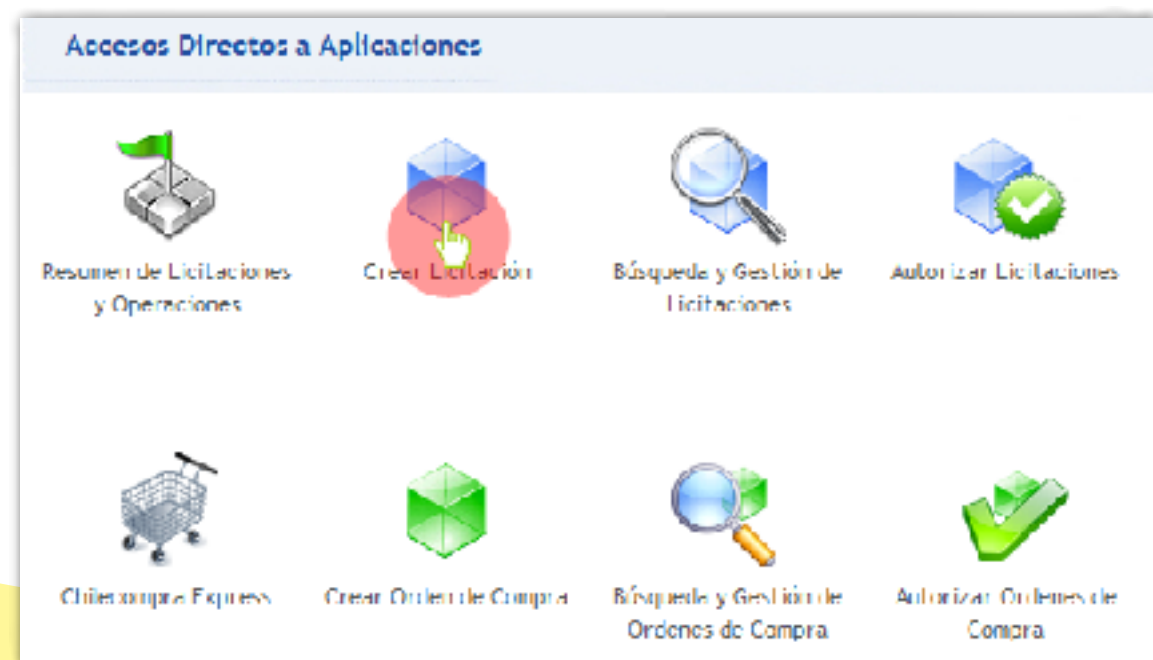 Accesos Directos a Aplicaciones
Resumen de Licitaciones
y Operaciones
Crear Licitación
Búsqueda y Gestión de
Licitaciones
Autorizar Licitaciones
Chilecompra Express
Crear Orden de Compra
Búsqueda y Gestión de
Ordenes de Compra
Autorizar Ordenes de
Compra